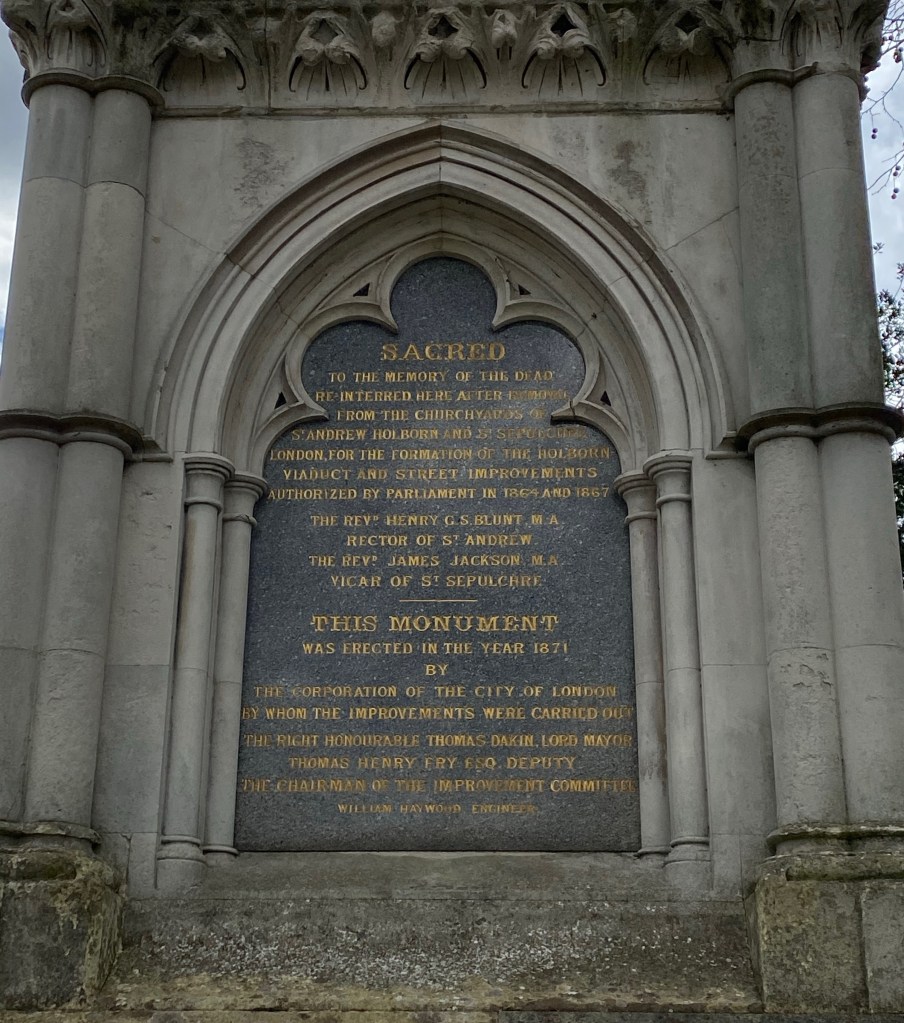 SACRED
TO THE MEMORY OF THE DEAD
RE-INTERRED HERE AFTER REMOVAL
FROM THE CHURCHYARDS OF
ST ANDREW HOLBORN AND ST SEPULCHRE
LONDON, FOR THE FORMATION OF THE HOLBORN
VIADUCT AND STREET IMPROVEMENTS
AUTHORIZED BY PARLIAMENT IN 1864 AND 1867
THE REVD HENRY G.S. BLUNT, M.A.
RECTOR OF ST ANDREW.
THE REVD JAMES JACKSON M.A.
VICAR OF ST SEPULCHRE
THIS MONUMENT
WAS ERECTED IN THE YEAR 1871
BY
THE CORPORATION OF THE CITY OF LONDON
BY WHOM THE IMPROVEMENTS WERE CARRIED OUT
THE RIGHT HONOURABLE THOMAS DAKIN, LORD MAYOR
THOMAS HENRY FRY ESQ. DEPUTY
THE CHAIRMAN OF THE IMPROVEMENT COMMITTEE
WILLIAM HAYWOOD ENGINEER.